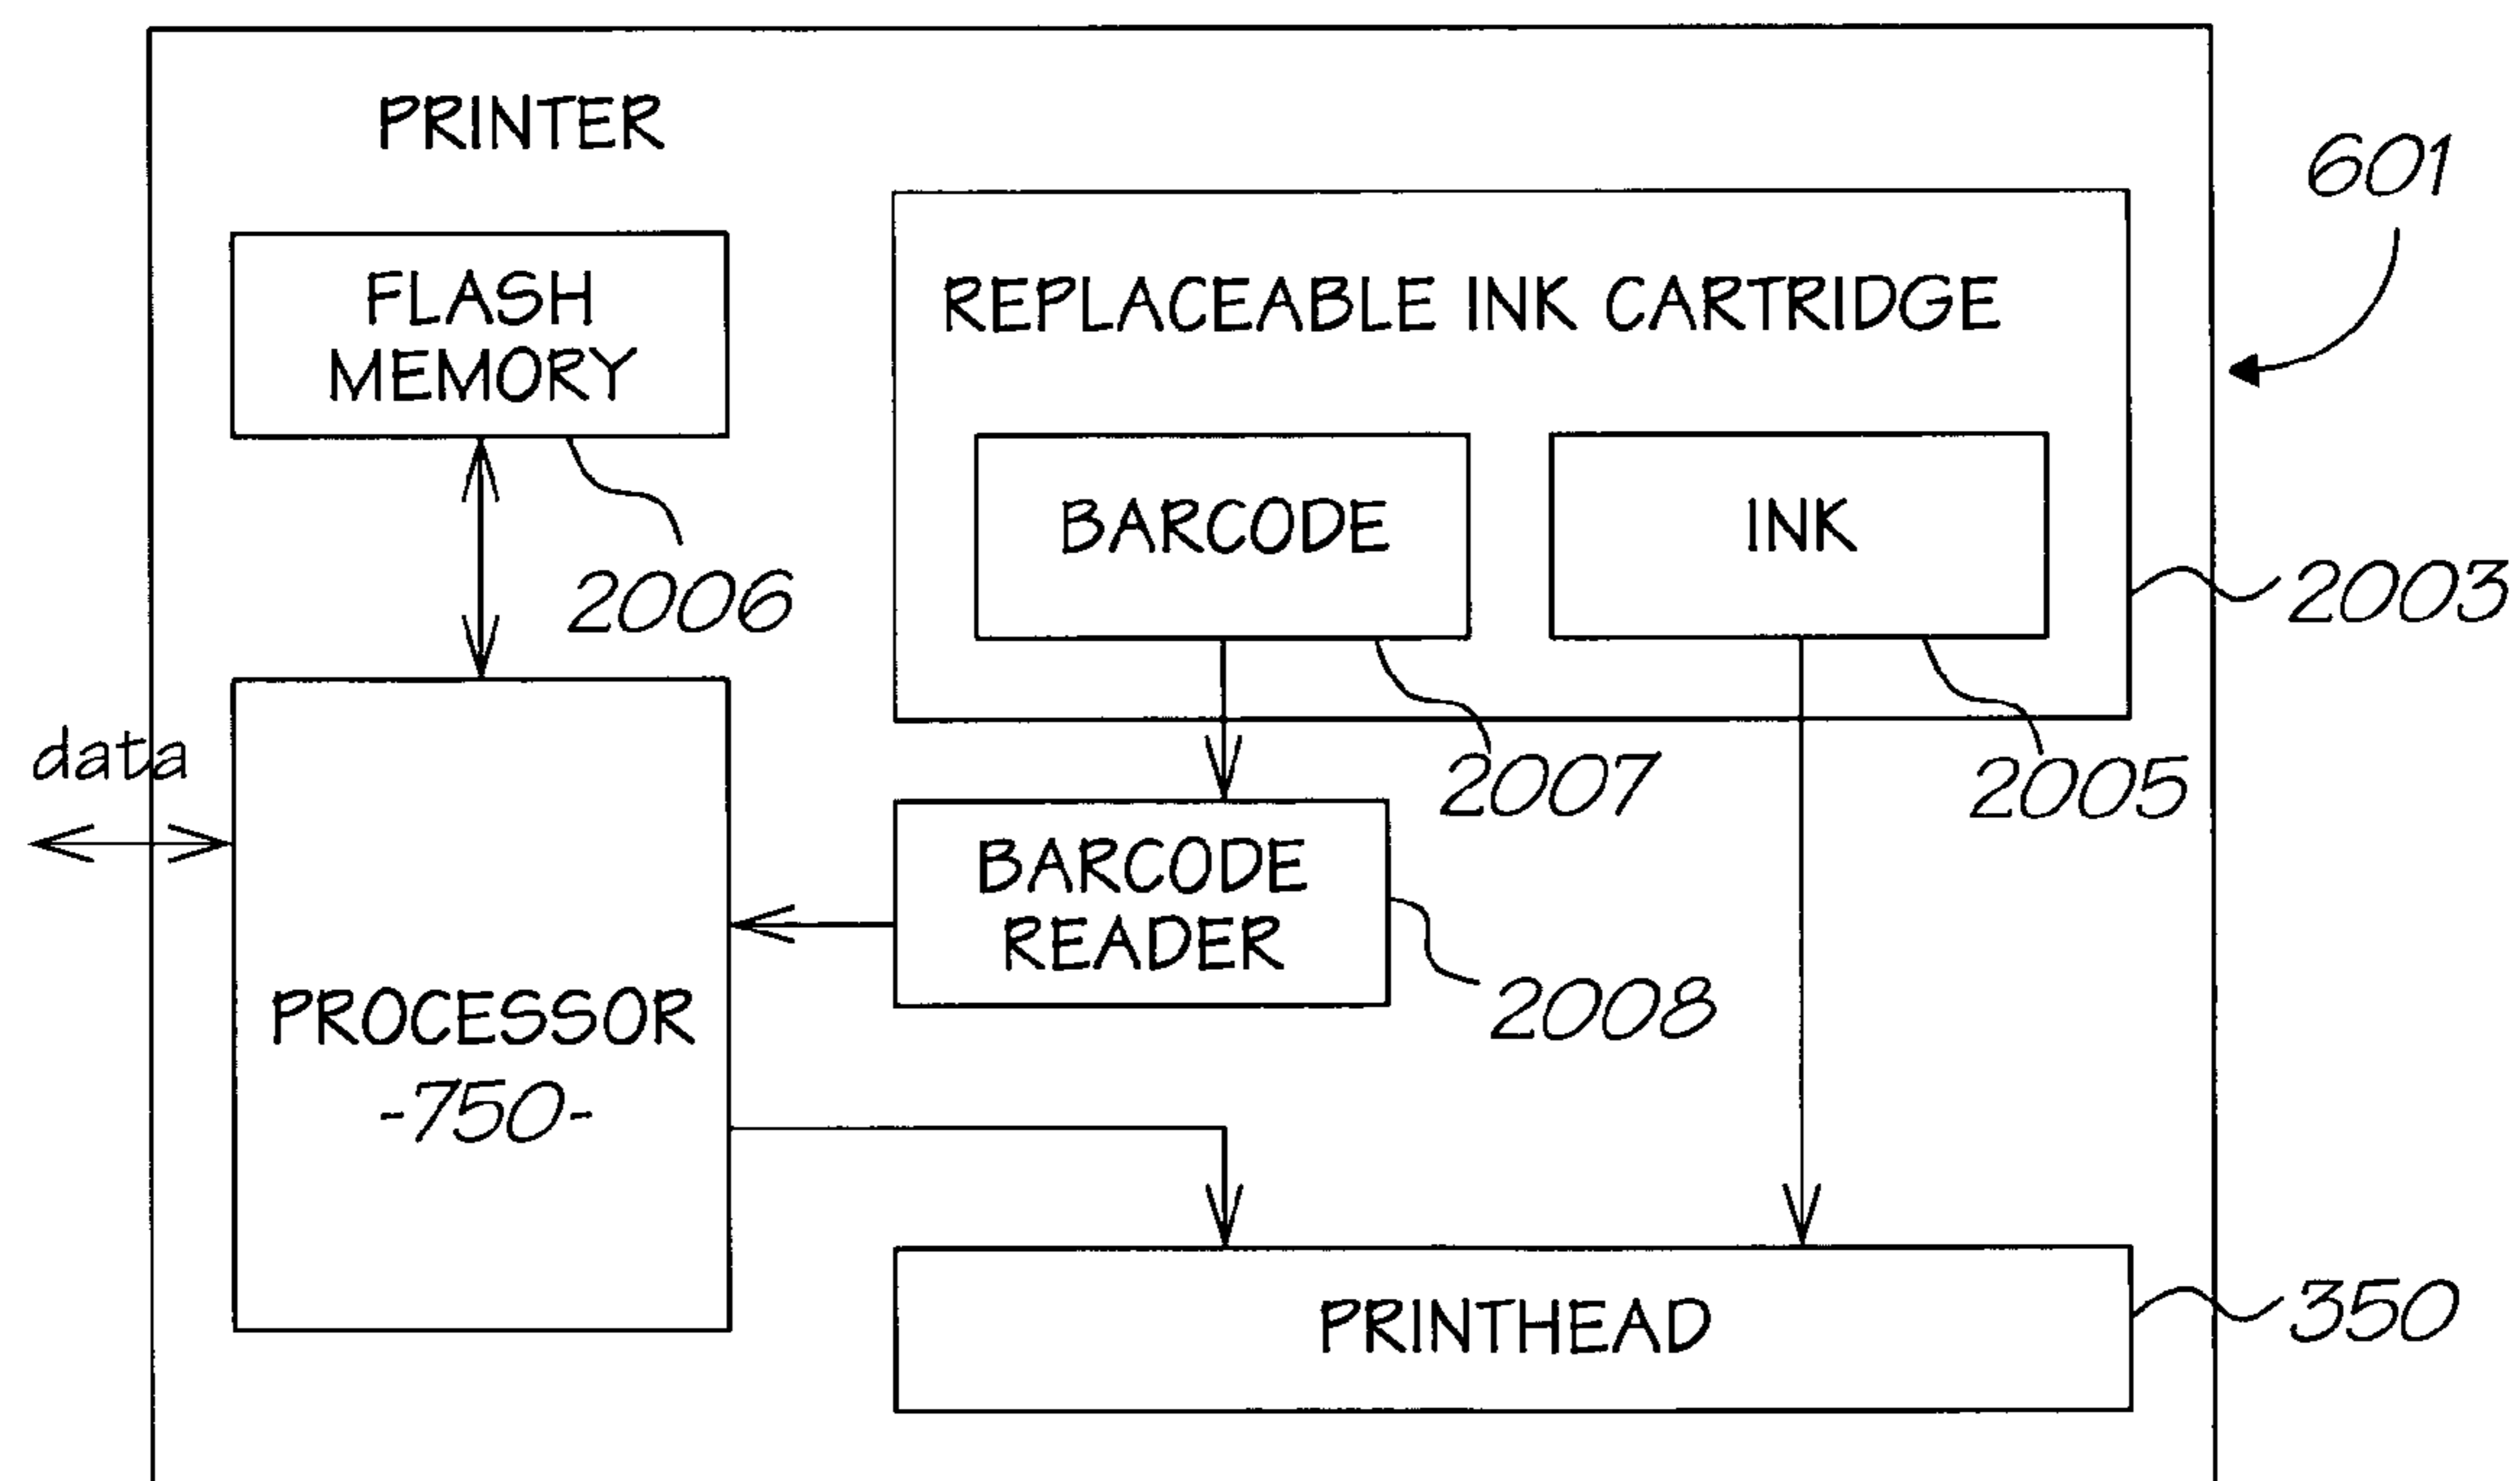 PRINTER
601
FLASH
MEMORY
REPLACEABLE INK CARTRIDGE
BARCODE
INK
2006
2003
data
2007
2005
BARCODE
READER
2008
PROCESSOR
-750-
PRINTHEAD
350